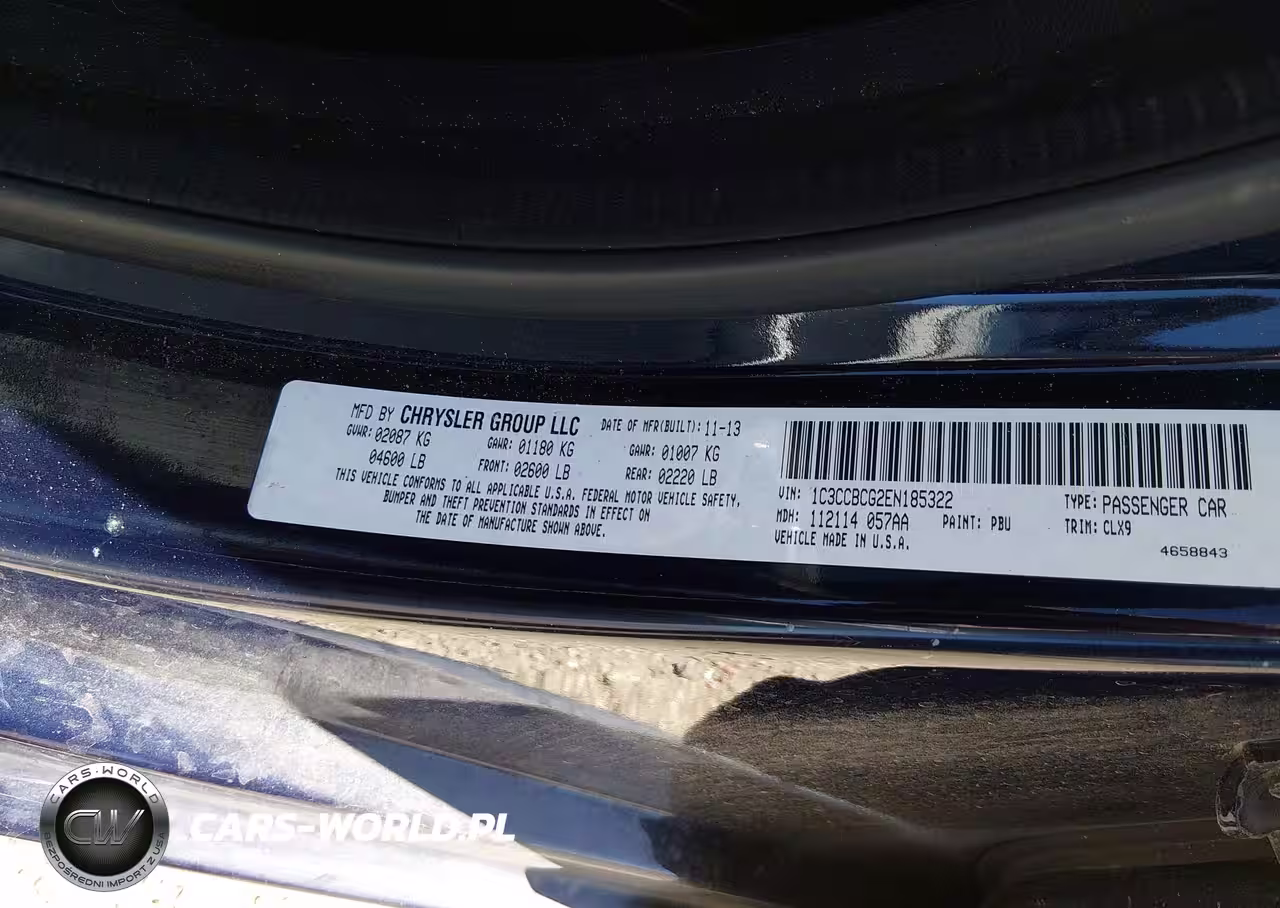 MFD BY CHRYSLER GROUP LLC DATE OF MFR(BUILT): 11-13
GVWR: 02087 KG GAWR: 01180 KG GAWR: 01007 KG
04600 LB FRONT: 02600 LB REAR: 02220 LB
THIS VEHICLE CONFORMS TO ALL APPLICABLE U.S.A. FEDERAL MOTOR VEHICLE SAFETY,
BUMPER AND THEFT PREVENTION STANDARDS IN EFFECT ON
THE DATE OF MANUFACTURE SHOWN ABOVE.
VIN: 1C3CCBCG2EN185322 TYPE: PASSENGER CAR
MDH: 112114 057AA PAINT: PBU TRIM: CLX9
VEHICLE MADE IN U.S.A.
4658843
CARS-WORLD
CW
BEZPOŚREDNI IMPORT Z USA
CARS-WORLD.PL